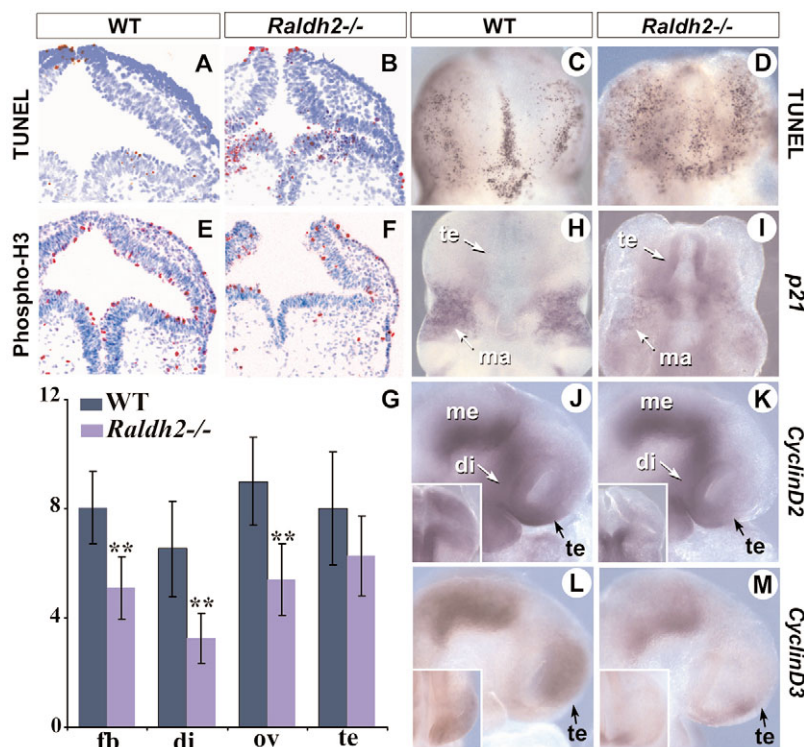 WT Raldh2-/- WT Raldh2-/-
TUNEL A B C D TUNEL
Phospho-H3 E F te H te I p21
ma ma
12 WT G me J me K CyclinD2
Raldh2-/- di di
8 ** ** te te
** L M CyclinD3
4
te te
0
fb di ov te